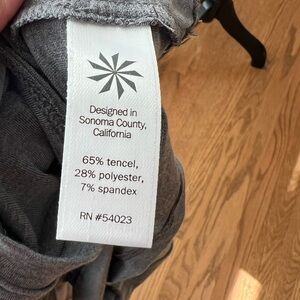 Designed in
Sonoma County,
California
65% tencel,
28% polyester,
7% spandex
RN #54023